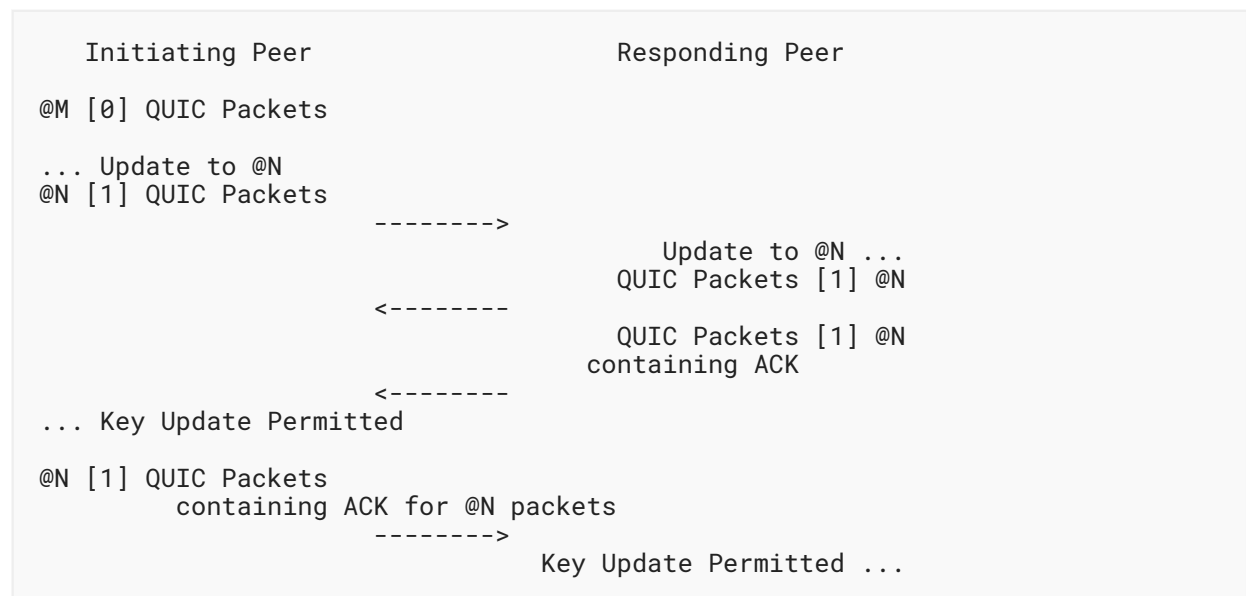 Initiating Peer                    Responding Peer
@M [0] QUIC Packets
... Update to @N
@N [1] QUIC Packets
-------->
Update to @N ...
QUIC Packets [1] @N
<--------
QUIC Packets [1] @N
containing ACK
<--------
... Key Update Permitted
@N [1] QUIC Packets
containing ACK for @N packets
-------->
Key Update Permitted ...